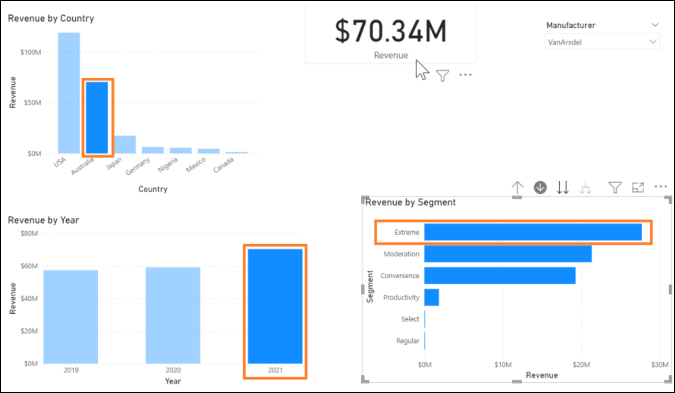 Revenue by Country
Revenue
$100M
$50M
$0M
USA
Australia
Japan
Germany
Nigeria
Mexico
Canada
Country
$70.34M
Revenue
Manufacturer
VanArsdel
Revenue by Year
Revenue
$80M
$60M
$40M
$20M
$0M
2019
2020
2021
Year
Revenue by Segment
Segment
Extreme
Moderation
Convenience
Productivity
Select
Regular
$0M
$10M
$20M
$30M
Revenue